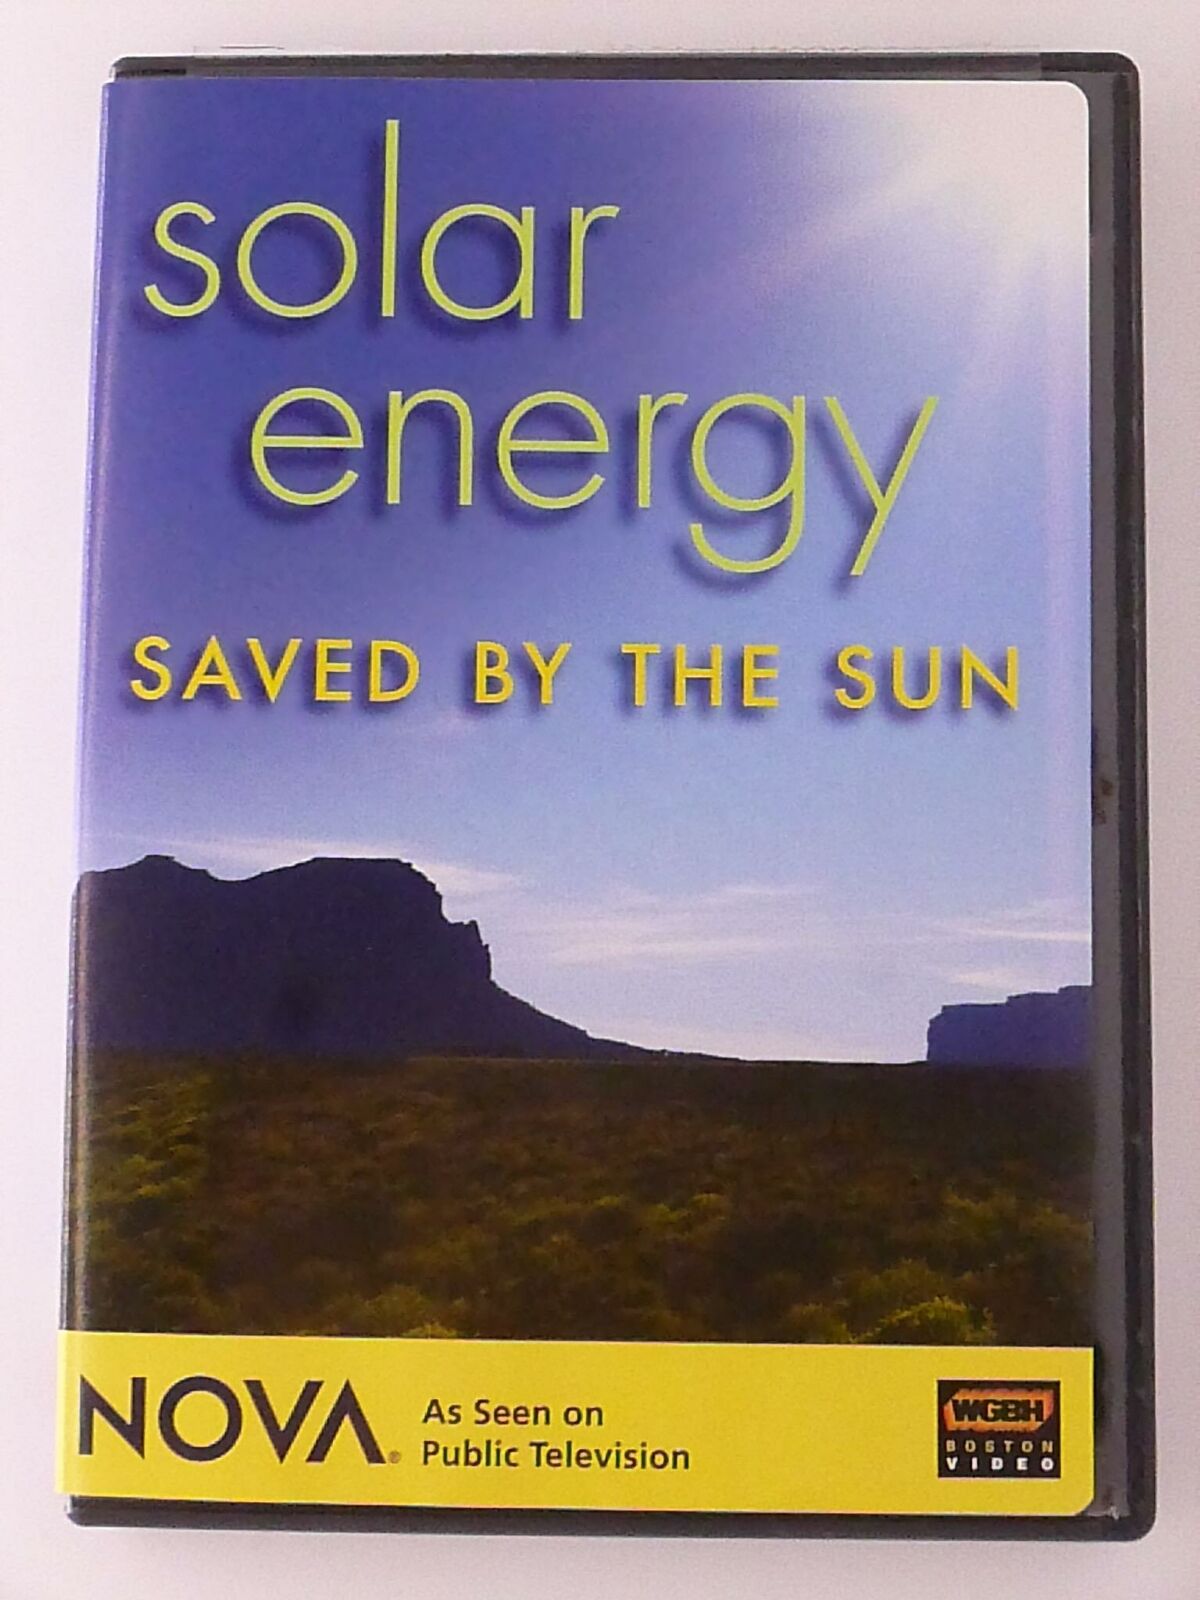 solar
energy
SAVED BY THE SUN
NOVA®
As Seen on
Public Television
WGBH
BOSTON
VIDEO